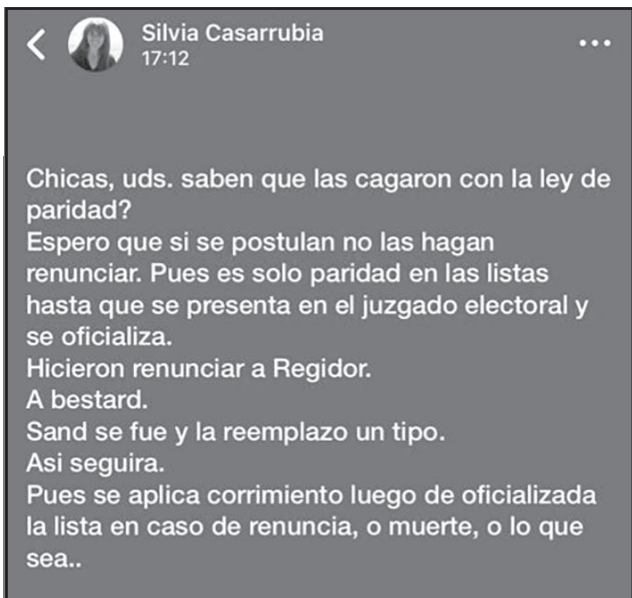 Silvia Casarrubia
17:12
Chicas, uds. saben que las cagaron con la ley de
paridad?
Espero que si se postulan no las hagan
renunciar. Pues es solo paridad en las listas
hasta que se presenta en el juzgado electoral y
se oficializa.
Hicieron renunciar a Regidor.
A bestard.
Sand se fue y la reemplazo un tipo.
Asi seguira.
Pues se aplica corrimiento luego de oficializada
la lista en caso de renuncia, o muerte, o lo que
sea..